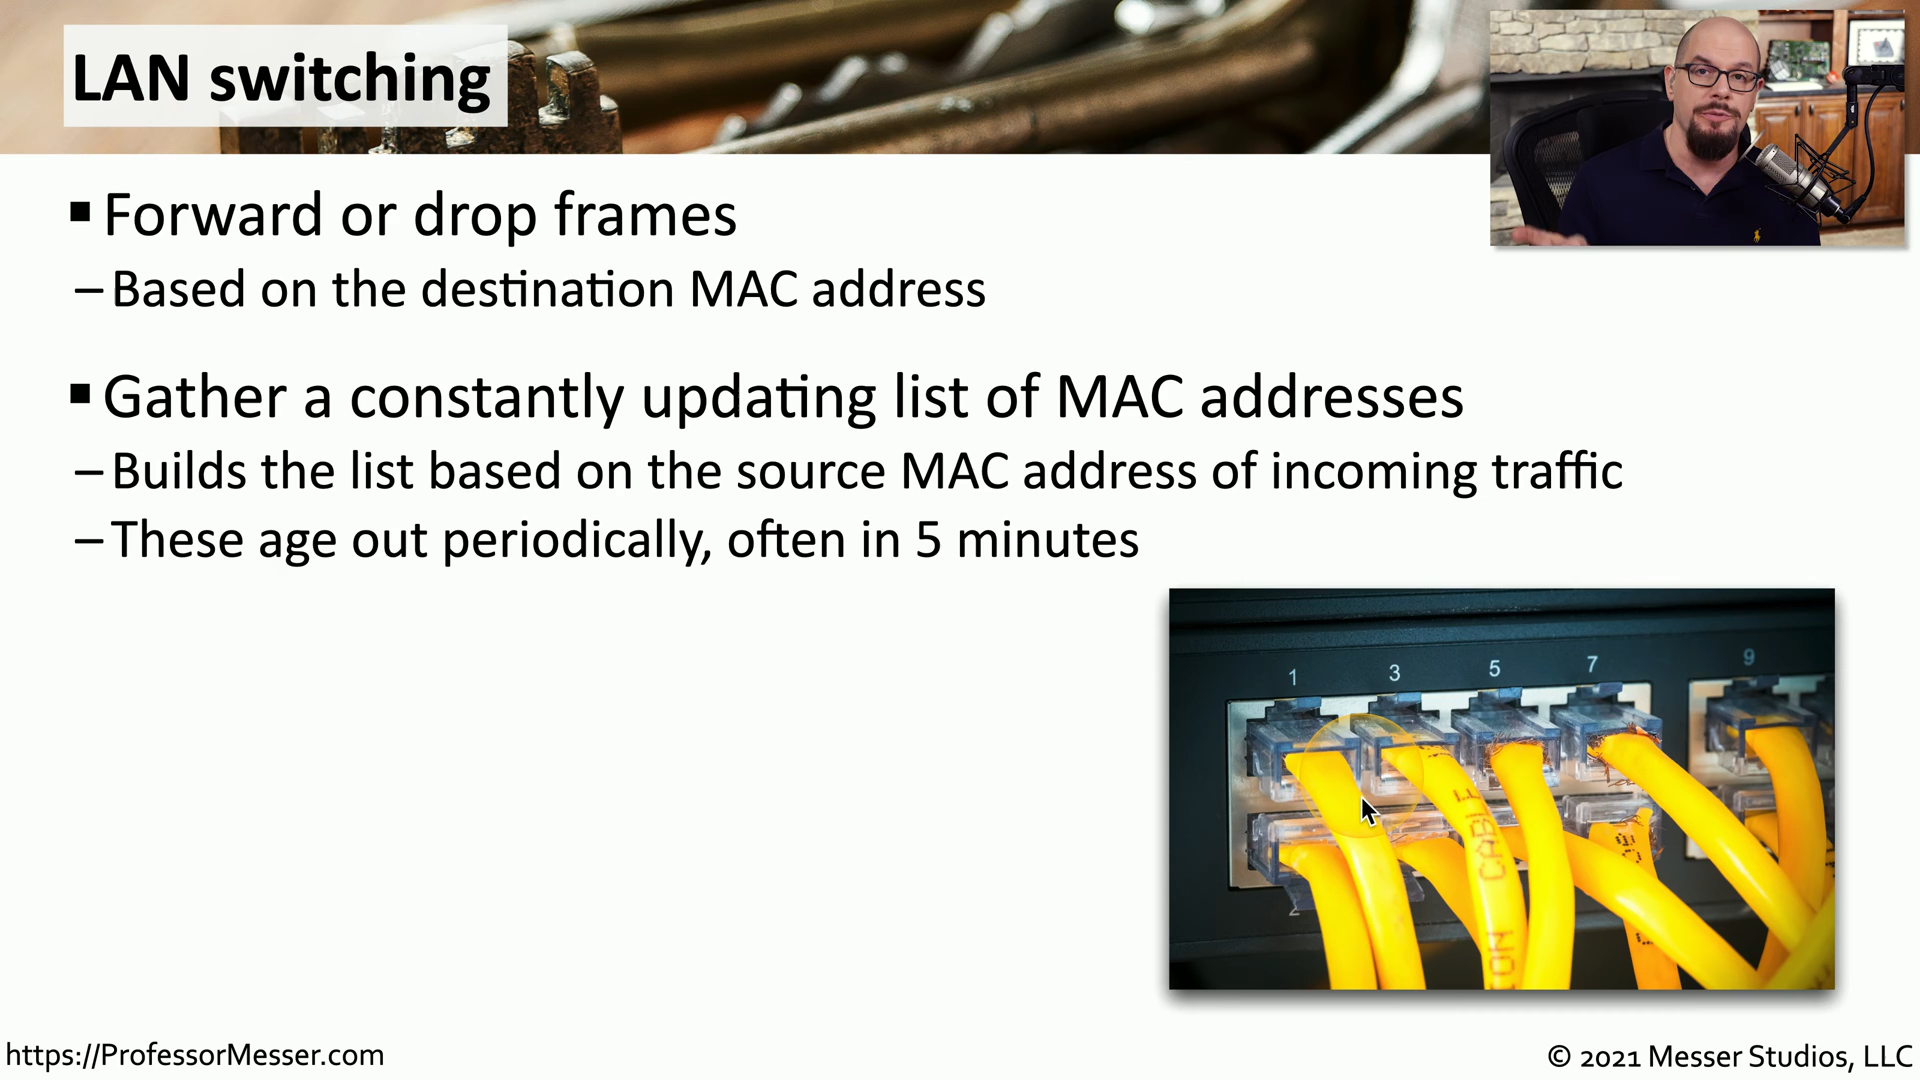 LAN switching
▪ Forward or drop frames
– Based on the destination MAC address
▪ Gather a constantly updating list of MAC addresses
– Builds the list based on the source MAC address of incoming traffic
– These age out periodically, often in 5 minutes
1 3 5 7 9
CABLE
ION
2
https://ProfessorMesser.com
© 2021 Messer Studios, LLC